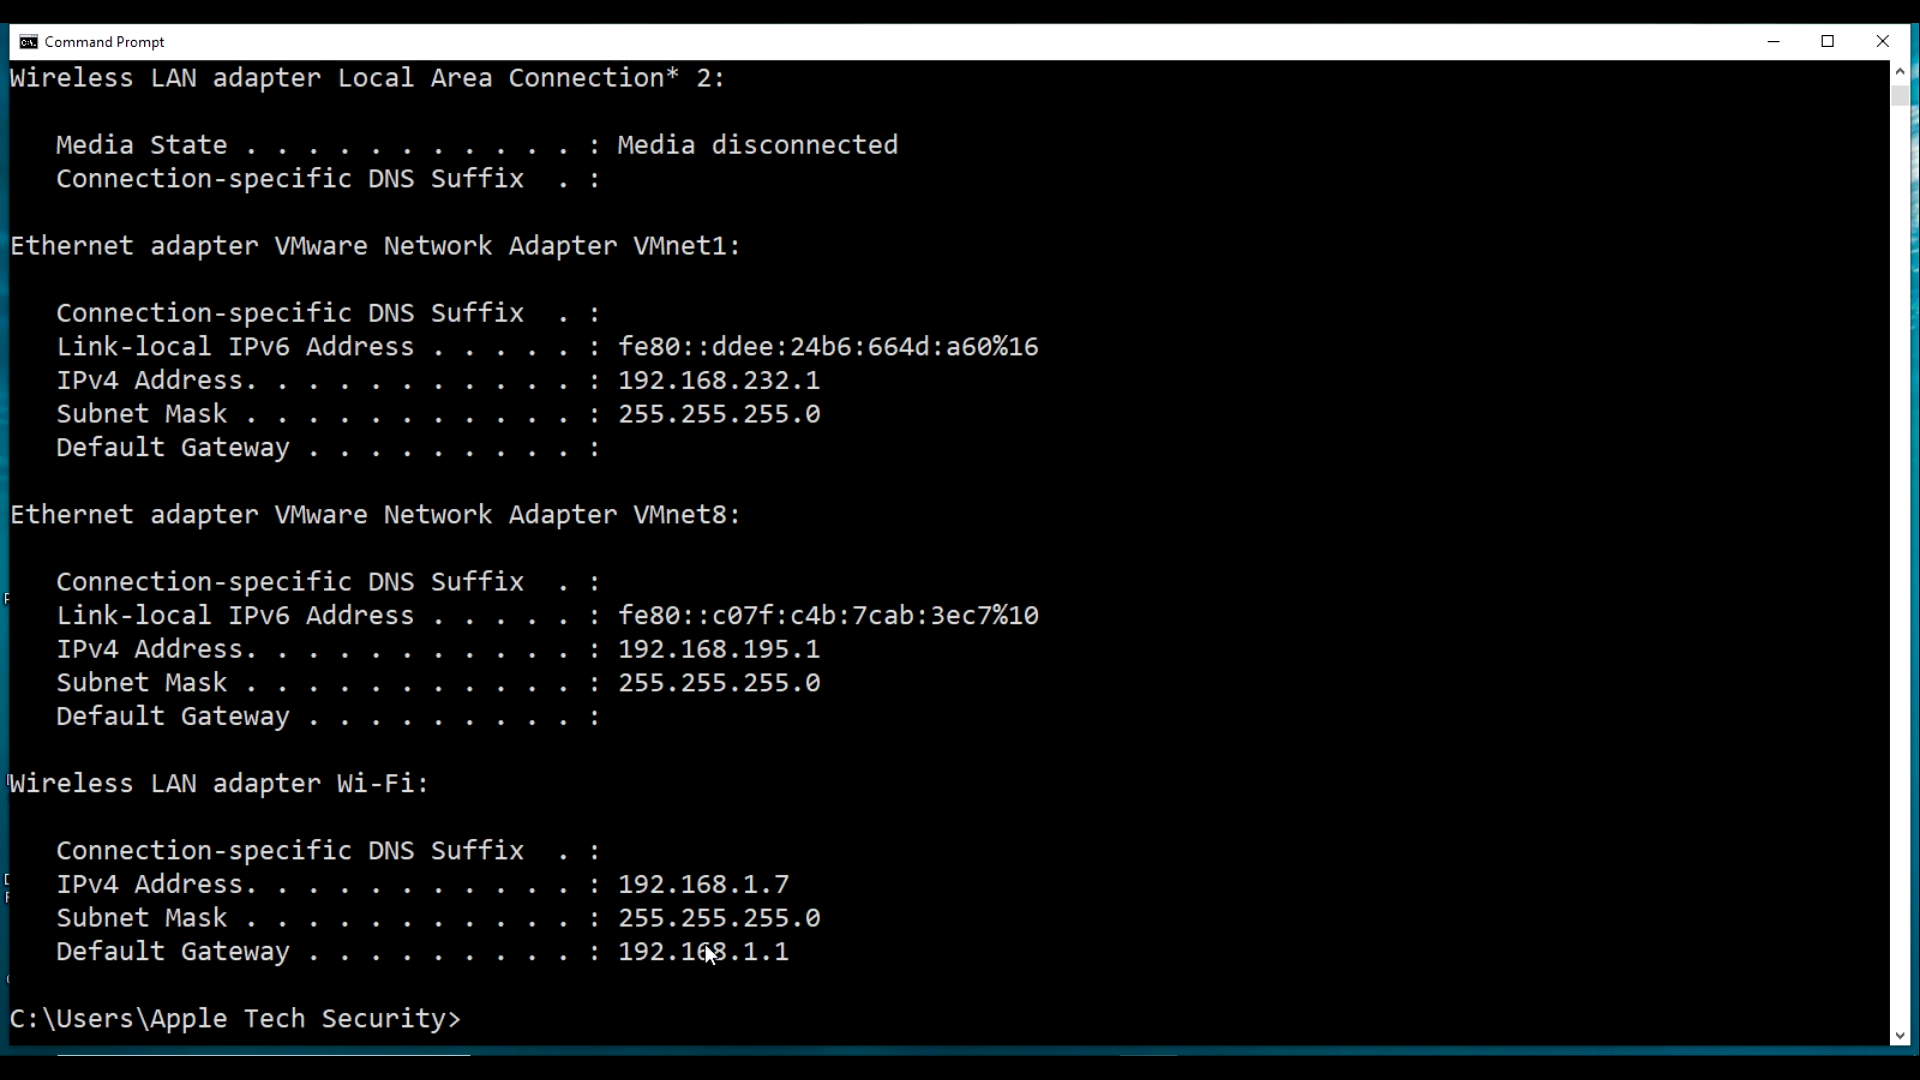 Command Prompt
Wireless LAN adapter Local Area Connection* 2:
Media State . . . . . . . . . . . : Media disconnected
Connection-specific DNS Suffix  . :
Ethernet adapter VMware Network Adapter VMnet1:
Connection-specific DNS Suffix  . :
Link-local IPv6 Address . . . . . : fe80::ddee:24b6:664d:a60%16
IPv4 Address. . . . . . . . . . . : 192.168.232.1
Subnet Mask . . . . . . . . . . . : 255.255.255.0
Default Gateway . . . . . . . . . :
Ethernet adapter VMware Network Adapter VMnet8:
Connection-specific DNS Suffix  . :
Link-local IPv6 Address . . . . . : fe80::c07f:c4b:7cab:3ec7%10
IPv4 Address. . . . . . . . . . . : 192.168.195.1
Subnet Mask . . . . . . . . . . . : 255.255.255.0
Default Gateway . . . . . . . . . :
Wireless LAN adapter Wi-Fi:
Connection-specific DNS Suffix  . :
IPv4 Address. . . . . . . . . . . : 192.168.1.7
Subnet Mask . . . . . . . . . . . : 255.255.255.0
Default Gateway . . . . . . . . . : 192.168.1.1
C:\Users\Apple Tech Security>